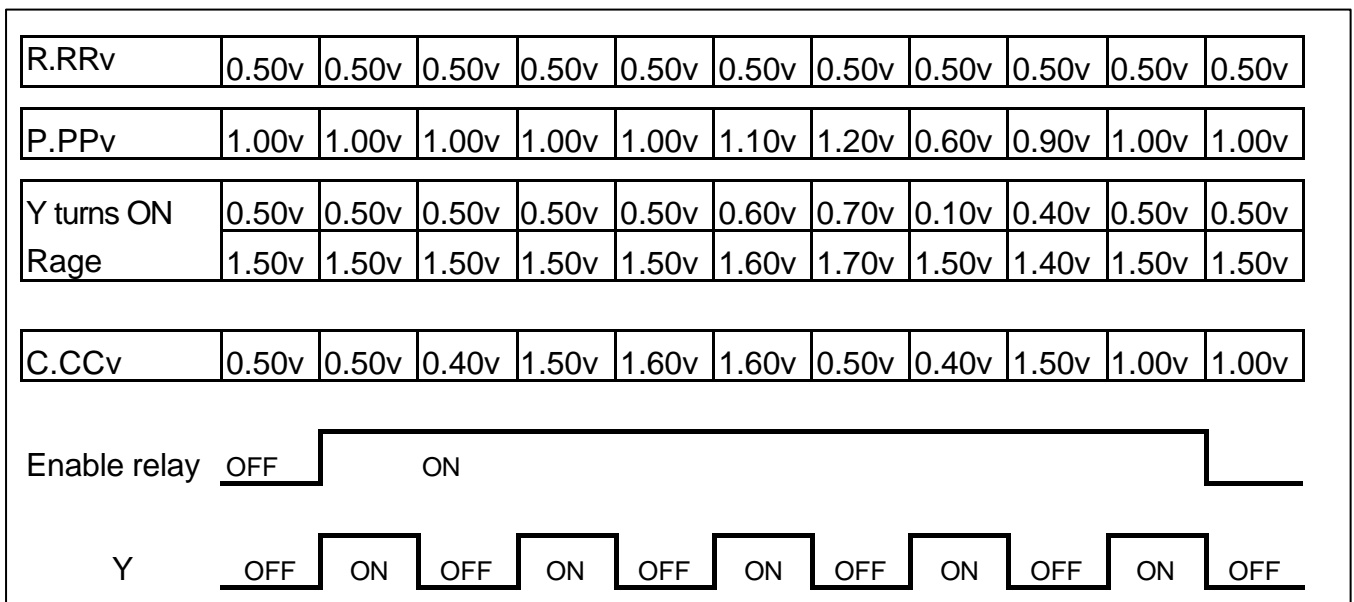 R.RRv 0.50v 0.50v 0.50v 0.50v 0.50v 0.50v 0.50v 0.50v 0.50v 0.50v 0.50v
P.PPv 1.00v 1.00v 1.00v 1.00v 1.00v 1.10v 1.20v 0.60v 0.90v 1.00v 1.00v
Y turns ON 0.50v 0.50v 0.50v 0.50v 0.50v 0.60v 0.70v 0.10v 0.40v 0.50v 0.50v
Rage 1.50v 1.50v 1.50v 1.50v 1.50v 1.60v 1.70v 1.50v 1.40v 1.50v 1.50v
C.CCv 0.50v 0.50v 0.40v 1.50v 1.60v 1.60v 0.50v 0.40v 1.50v 1.00v 1.00v
Enable relay OFF ON
Y OFF ON OFF ON OFF ON OFF ON OFF ON OFF